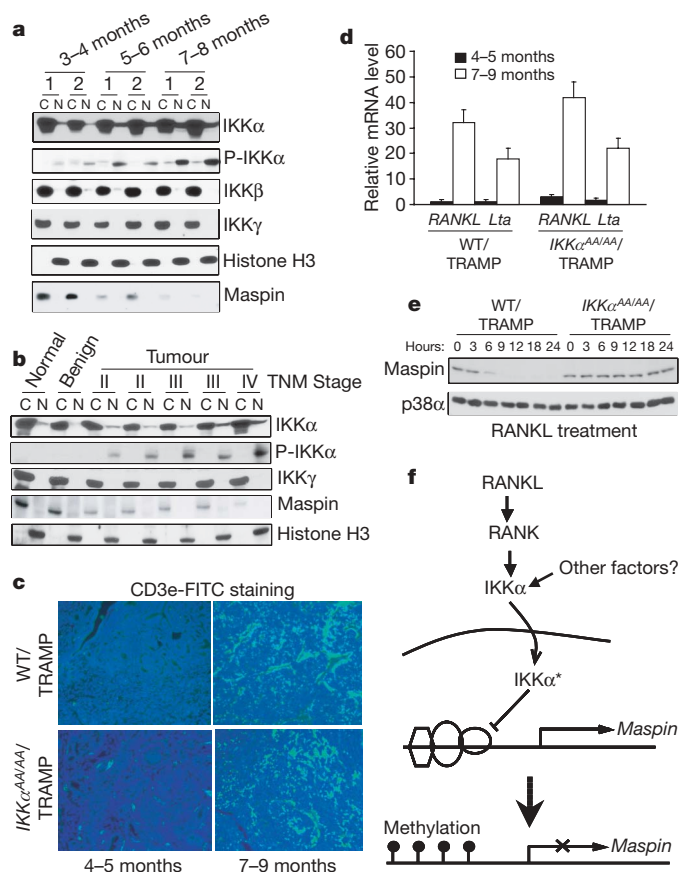 a
3–4 months
5–6 months
7–8 months
1 2 1 2 1 2
C N C N C N C N C N C N
IKKα
P-IKKα
IKKβ
IKKγ
Histone H3
Maspin
b
Normal
Benign
Tumour
II II III III IV TNM Stage
C N C N C N C N C N C N C N
IKKα
P-IKKα
IKKγ
Maspin
Histone H3
c
CD3e-FITC staining
WT/
TRAMP
IKKα^AA/AA/
TRAMP
4–5 months
7–9 months
d
Relative mRNA level
60
50
40
30
20
10
0
4–5 months
7–9 months
RANKL Lta RANKL Lta
WT/
TRAMP
IKKα^AA/AA/
TRAMP
e
WT/
TRAMP
IKKα^AA/AA/
TRAMP
Hours: 0 3 6 9 12 18 24 0 3 6 9 12 18 24
Maspin
p38α
RANKL treatment
f
RANKL
RANK
IKKα
Other factors?
IKKα*
Maspin
Methylation
Maspin